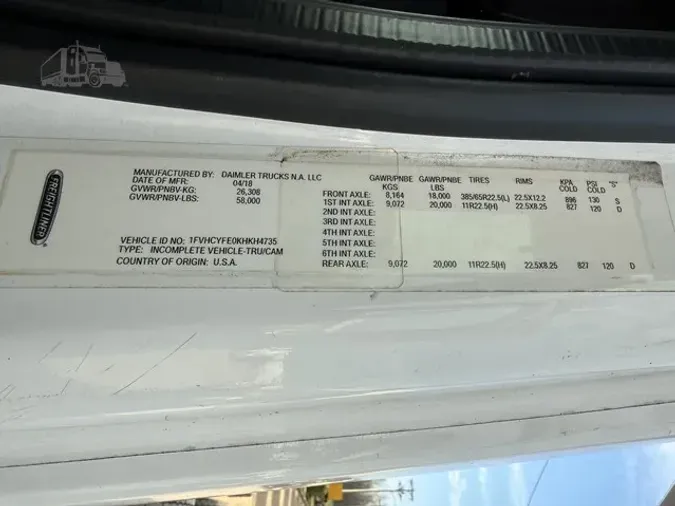 FREIGHTLINER
MANUFACTURED BY: DAIMLER TRUCKS N.A. LLC
DATE OF MFR: 04/18
GVWR/PNBV-KG: 26,308
GVWR/PNBV-LBS: 58,000
VEHICLE ID NO: 1FVHCYFE0KHKH4735
TYPE: INCOMPLETE VEHICLE-TRU/CAM
COUNTRY OF ORIGIN: U.S.A.
GAWR/PNBE KGS GAWR/PNBE LBS TIRES RIMS KPA COLD PSI COLD "S"
FRONT AXLE: 8,164 18,000 385/65R22.5(L) 22.5X12.2 896 130 S
1ST INT AXLE: 9,072 20,000 11R22.5(H) 22.5X8.25 827 120 D
2ND INT AXLE:
3RD INT AXLE:
4TH INT AXLE:
5TH INT AXLE:
6TH INT AXLE:
REAR AXLE: 9,072 20,000 11R22.5(H) 22.5X8.25 827 120 D